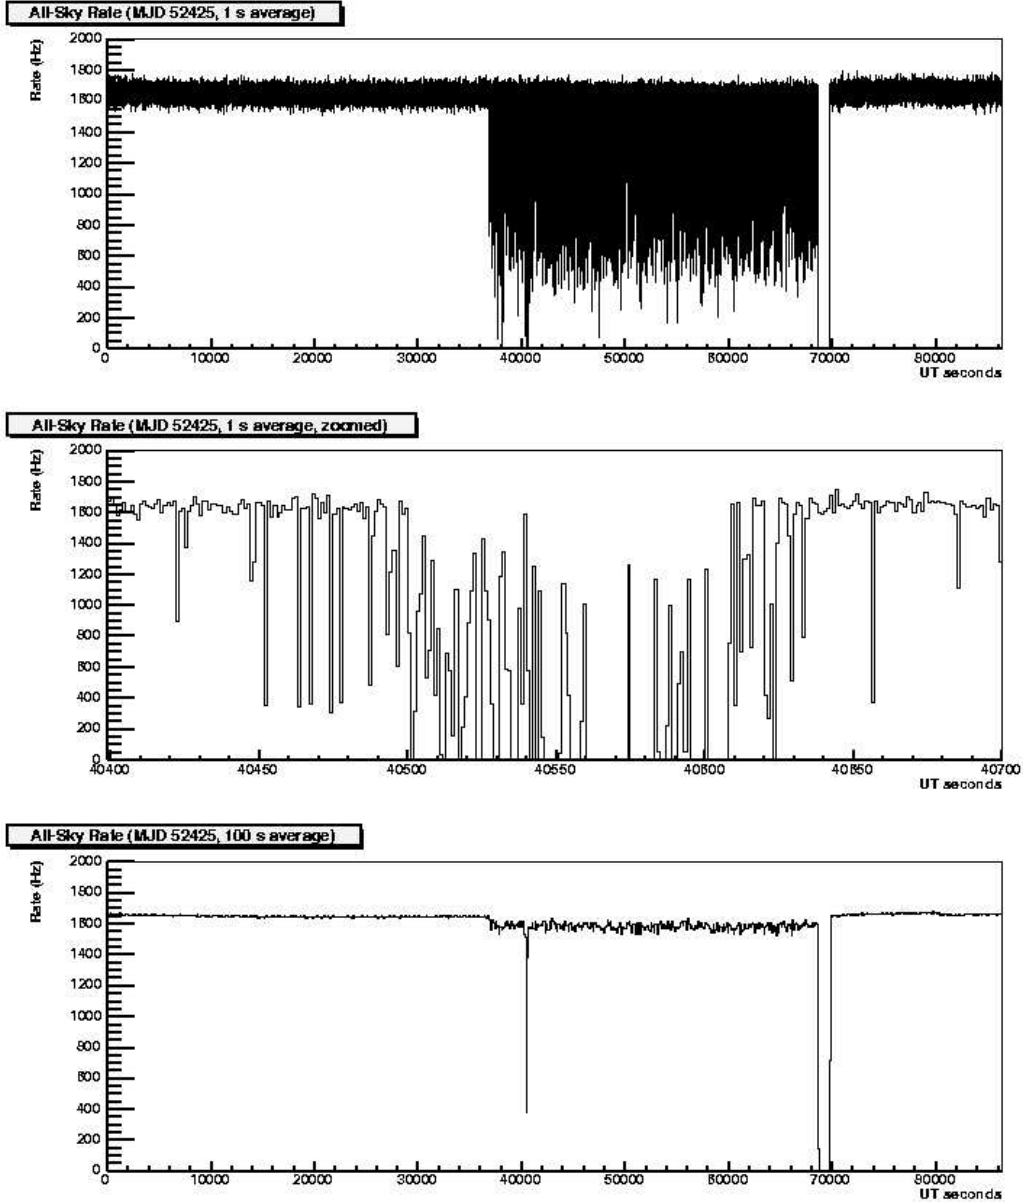 All-Sky Rate (MJD 52425, 1 s average)
Rate (Hz)
2000
1800
1600
1400
1200
1000
800
600
400
200
0
0 10000 20000 30000 40000 50000 60000 70000 80000
UT seconds
All-Sky Rate (MJD 52425, 1 s average, zoomed)
Rate (Hz)
2000
1800
1600
1400
1200
1000
800
600
400
200
0
40400 40450 40500 40550 40600 40650 40700
UT seconds
All-Sky Rate (MJD 52425, 100 s average)
Rate (Hz)
2000
1800
1600
1400
1200
1000
800
600
400
200
0
0 10000 20000 30000 40000 50000 60000 70000 80000
UT seconds